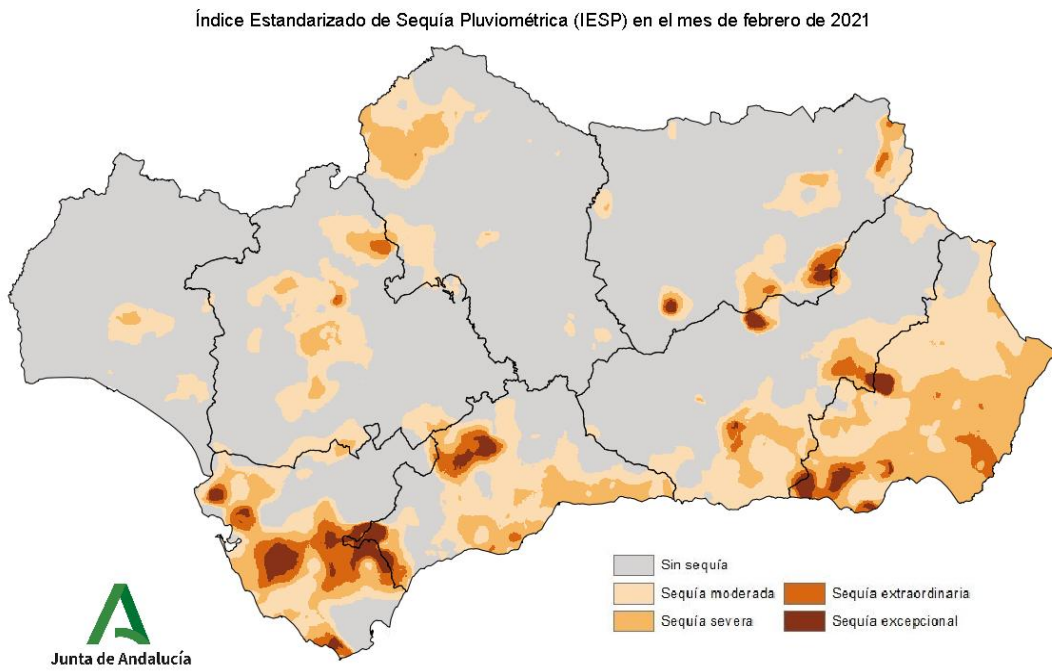 Índice Estandarizado de Sequía Pluviométrica (IESP) en el mes de febrero de 2021
Sin sequía
Sequía moderada
Sequía extraordinaria
Sequía severa
Sequía excepcional
Junta de Andalucía